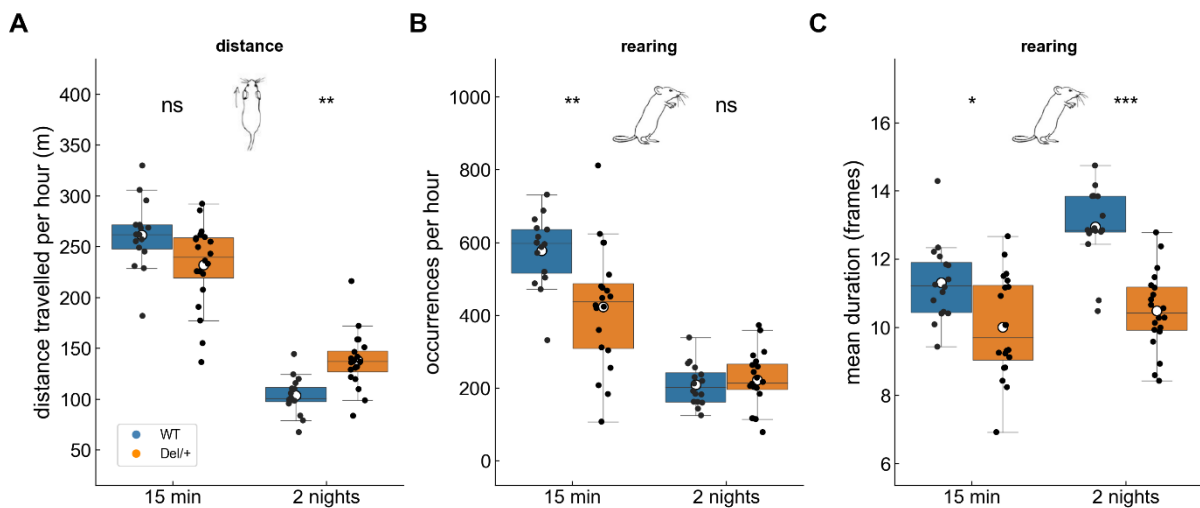 A
distance
distance travelled per hour (m)
400
350
300
250
200
150
100
50
ns
**
WT
Del/+
15 min
2 nights
B
rearing
occurrences per hour
1000
800
600
400
200
0
**
ns
15 min
2 nights
C
rearing
mean duration (frames)
16
14
12
10
8
6
*
***
15 min
2 nights